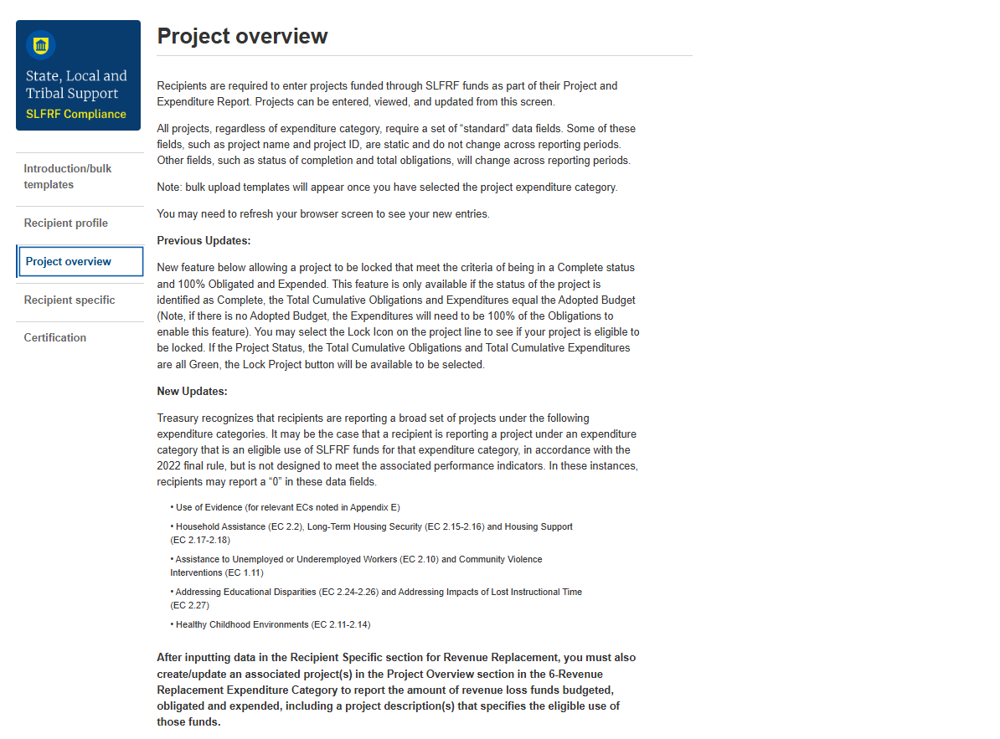 State, Local and
Tribal Support
SLFRF Compliance
Introduction/bulk
templates
Recipient profile
Project overview
Recipient specific
Certification
Project overview
Recipients are required to enter projects funded through SLFRF funds as part of their Project and
Expenditure Report. Projects can be entered, viewed, and updated from this screen.
All projects, regardless of expenditure category, require a set of “standard” data fields. Some of these
fields, such as project name and project ID, are static and do not change across reporting periods.
Other fields, such as status of completion and total obligations, will change across reporting periods.
Note: bulk upload templates will appear once you have selected the project expenditure category.
You may need to refresh your browser screen to see your new entries.
Previous Updates:
New feature below allowing a project to be locked that meet the criteria of being in a Complete status
and 100% Obligated and Expended. This feature is only available if the status of the project is
identified as Complete, the Total Cumulative Obligations and Expenditures equal the Adopted Budget
(Note, if there is no Adopted Budget, the Expenditures will need to be 100% of the Obligations to
enable this feature). You may select the Lock Icon on the project line to see if your project is eligible to
be locked. If the Project Status, the Total Cumulative Obligations and Total Cumulative Expenditures
are all Green, the Lock Project button will be available to be selected.
New Updates:
Treasury recognizes that recipients are reporting a broad set of projects under the following
expenditure categories. It may be the case that a recipient is reporting a project under an expenditure
category that is an eligible use of SLFRF funds for that expenditure category, in accordance with the
2022 final rule, but is not designed to meet the associated performance indicators. In these instances,
recipients may report a “0” in these data fields.
• Use of Evidence (for relevant ECs noted in Appendix E)
• Household Assistance (EC 2.2), Long-Term Housing Security (EC 2.15-2.16) and Housing Support
(EC 2.17-2.18)
• Assistance to Unemployed or Underemployed Workers (EC 2.10) and Community Violence
Interventions (EC 1.11)
• Addressing Educational Disparities (EC 2.24-2.26) and Addressing Impacts of Lost Instructional Time
(EC 2.27)
• Healthy Childhood Environments (EC 2.11-2.14)
After inputting data in the Recipient Specific section for Revenue Replacement, you must also
create/update an associated project(s) in the Project Overview section in the 6-Revenue
Replacement Expenditure Category to report the amount of revenue loss funds budgeted,
obligated and expended, including a project description(s) that specifies the eligible use of
those funds.